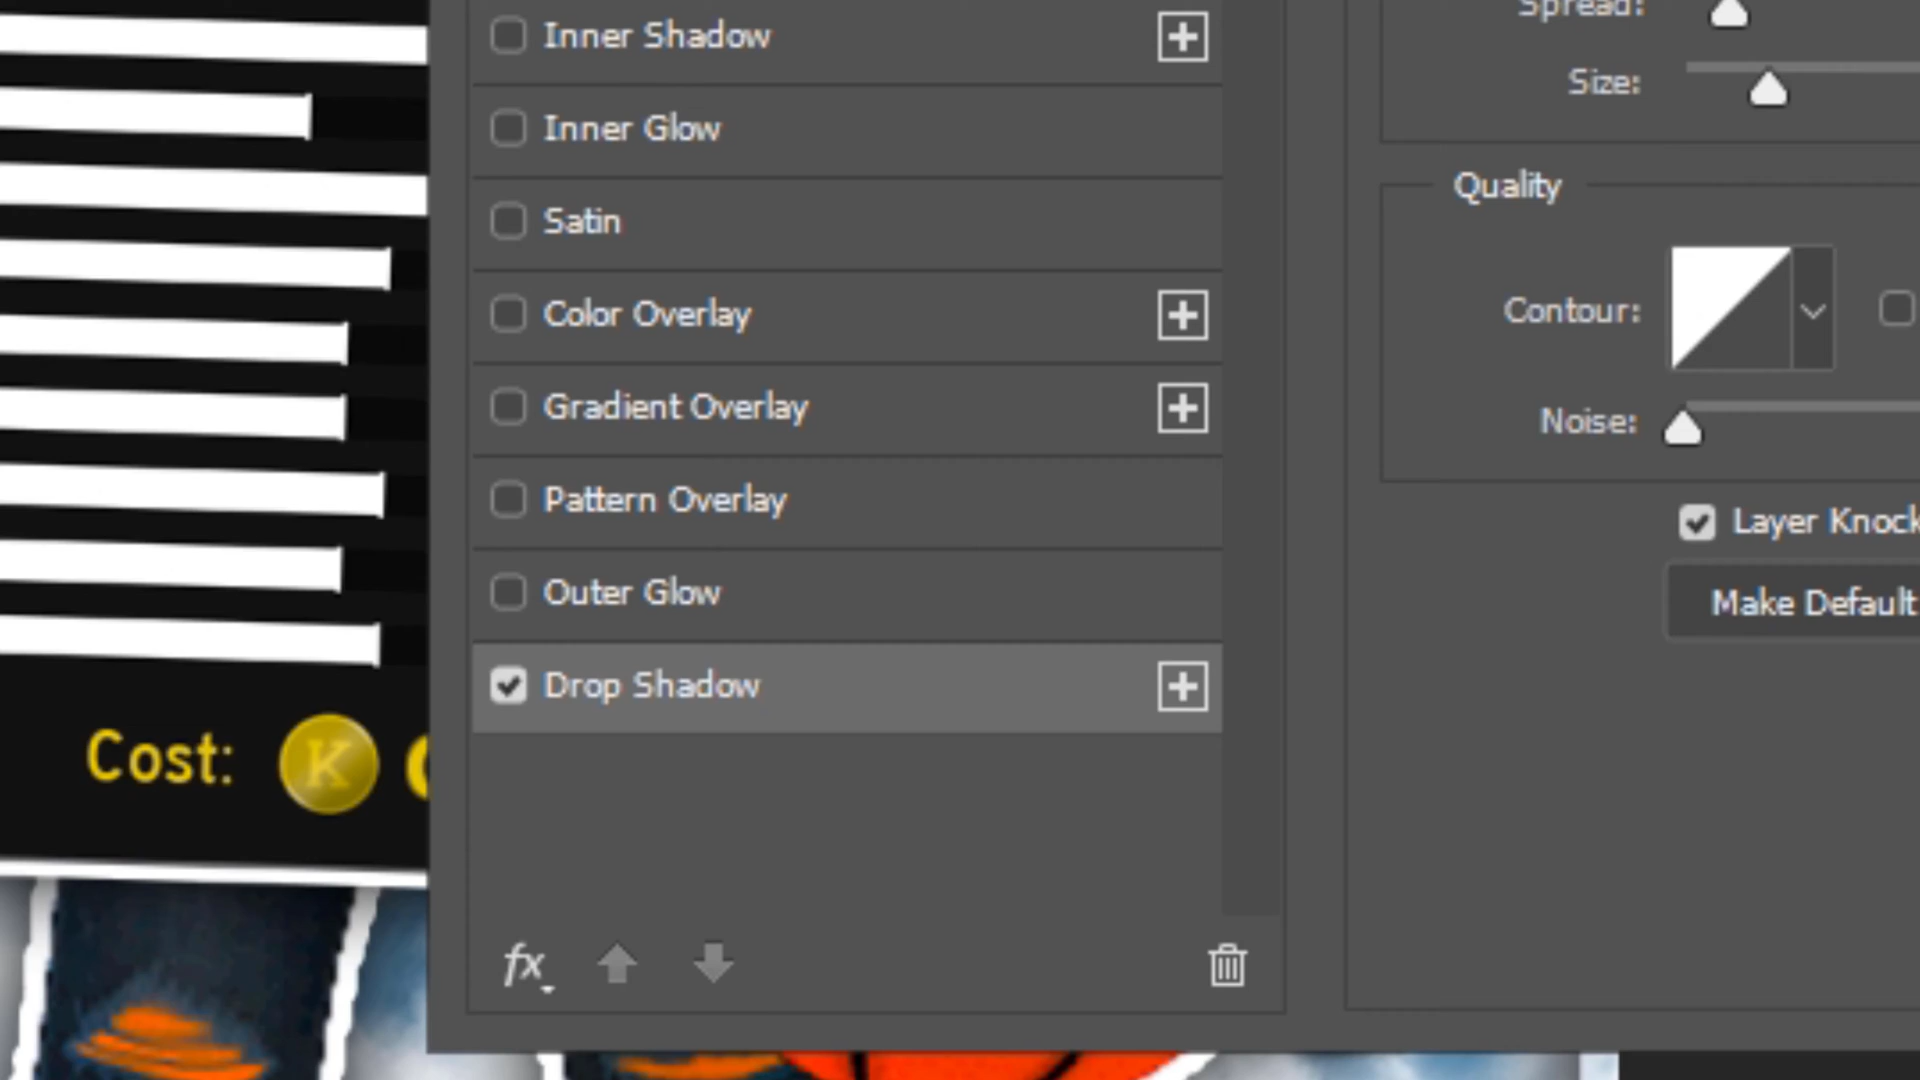 Inner Shadow
Inner Glow
Satin
Color Overlay
Gradient Overlay
Pattern Overlay
Outer Glow
Drop Shadow
fx
Spread:
Size:
Quality
Contour:
Noise:
Layer Knock
Make Default
Cost: K